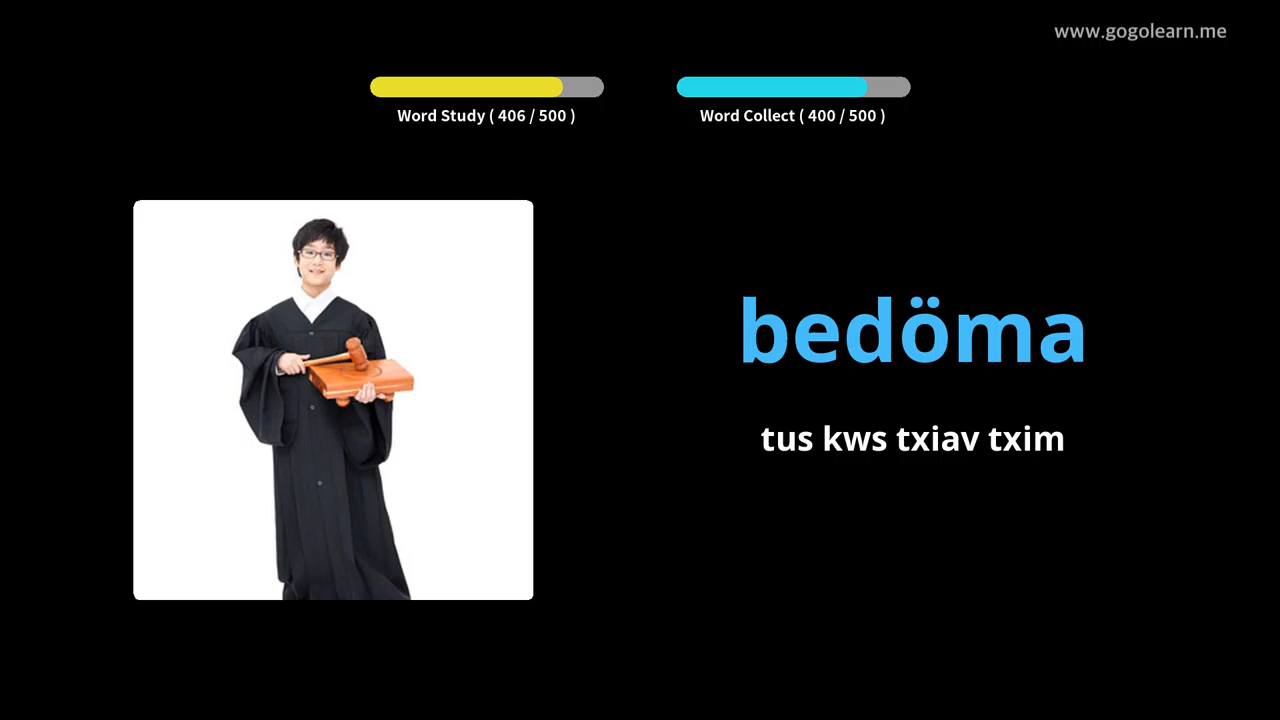 www.gogolearn.me
Word Study ( 406 / 500 )
Word Collect ( 400 / 500 )
bedöma
tus kws txiav txim